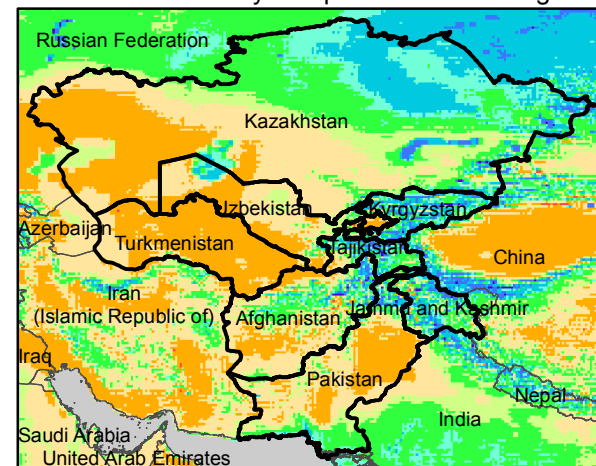 Russian Federation
Kazakhstan
Uzbekistan
Kyrgyzstan
Azerbaijan
Turkmenistan
Tajikistan
China
Iran
(Islamic Republic of)
Afghanistan
Jammu and Kashmir
Iraq
Pakistan
Nepal
India
Saudi Arabia
United Arab Emirates